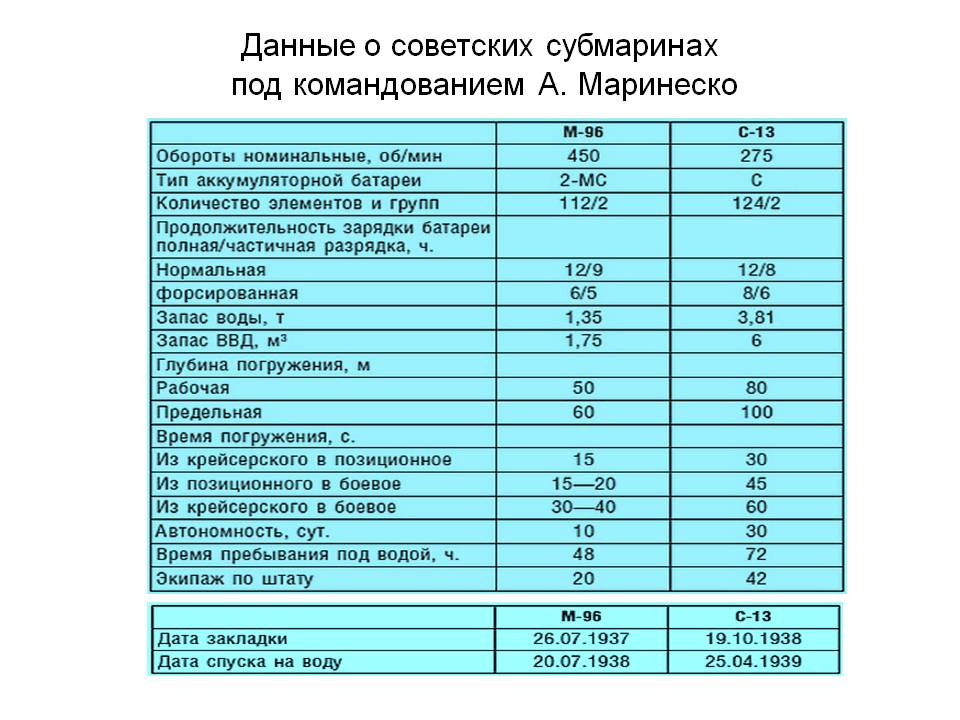 Данные о советских субмаринах
под командованием А. Маринеско
М-96 С-13
Обороты номинальные, об/мин 450 275
Тип аккумуляторной батареи 2-МС С
Количество элементов и групп 112/2 124/2
Продолжительность зарядки батареи
полная/частичная разрядка, ч.
Нормальная 12/9 12/8
форсированная 6/5 8/6
Запас воды, т 1,35 3,81
Запас ВВД, м³ 1,75 6
Глубина погружения, м
Рабочая 50 80
Предельная 60 100
Время погружения, с.
Из крейсерского в позиционное 15 30
Из позиционного в боевое 15—20 45
Из крейсерского в боевое 30—40 60
Автономность, сут. 10 30
Время пребывания под водой, ч. 48 72
Экипаж по штату 20 42
М-96 С-13
Дата закладки 26.07.1937 19.10.1938
Дата спуска на воду 20.07.1938 25.04.1939